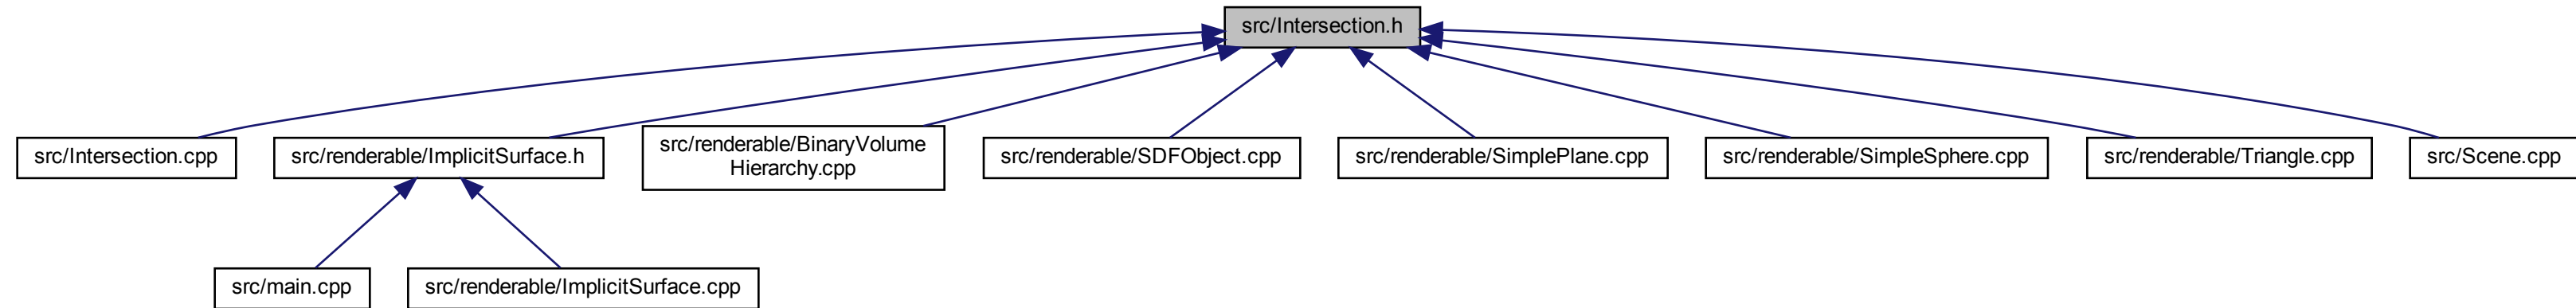 src/Intersection.h
src/Intersection.cpp
src/renderable/ImplicitSurface.h
src/renderable/BinaryVolume
Hierarchy.cpp
src/renderable/SDFObject.cpp
src/renderable/SimplePlane.cpp
src/renderable/SimpleSphere.cpp
src/renderable/Triangle.cpp
src/Scene.cpp
src/main.cpp
src/renderable/ImplicitSurface.cpp